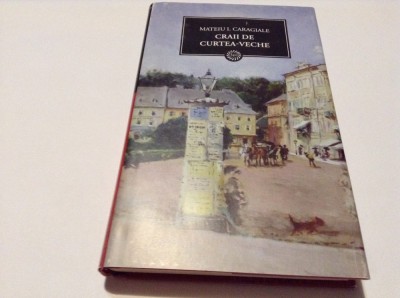 MATEIU I. CARAGIALE
CRAII DE
CURTEA-VECHE